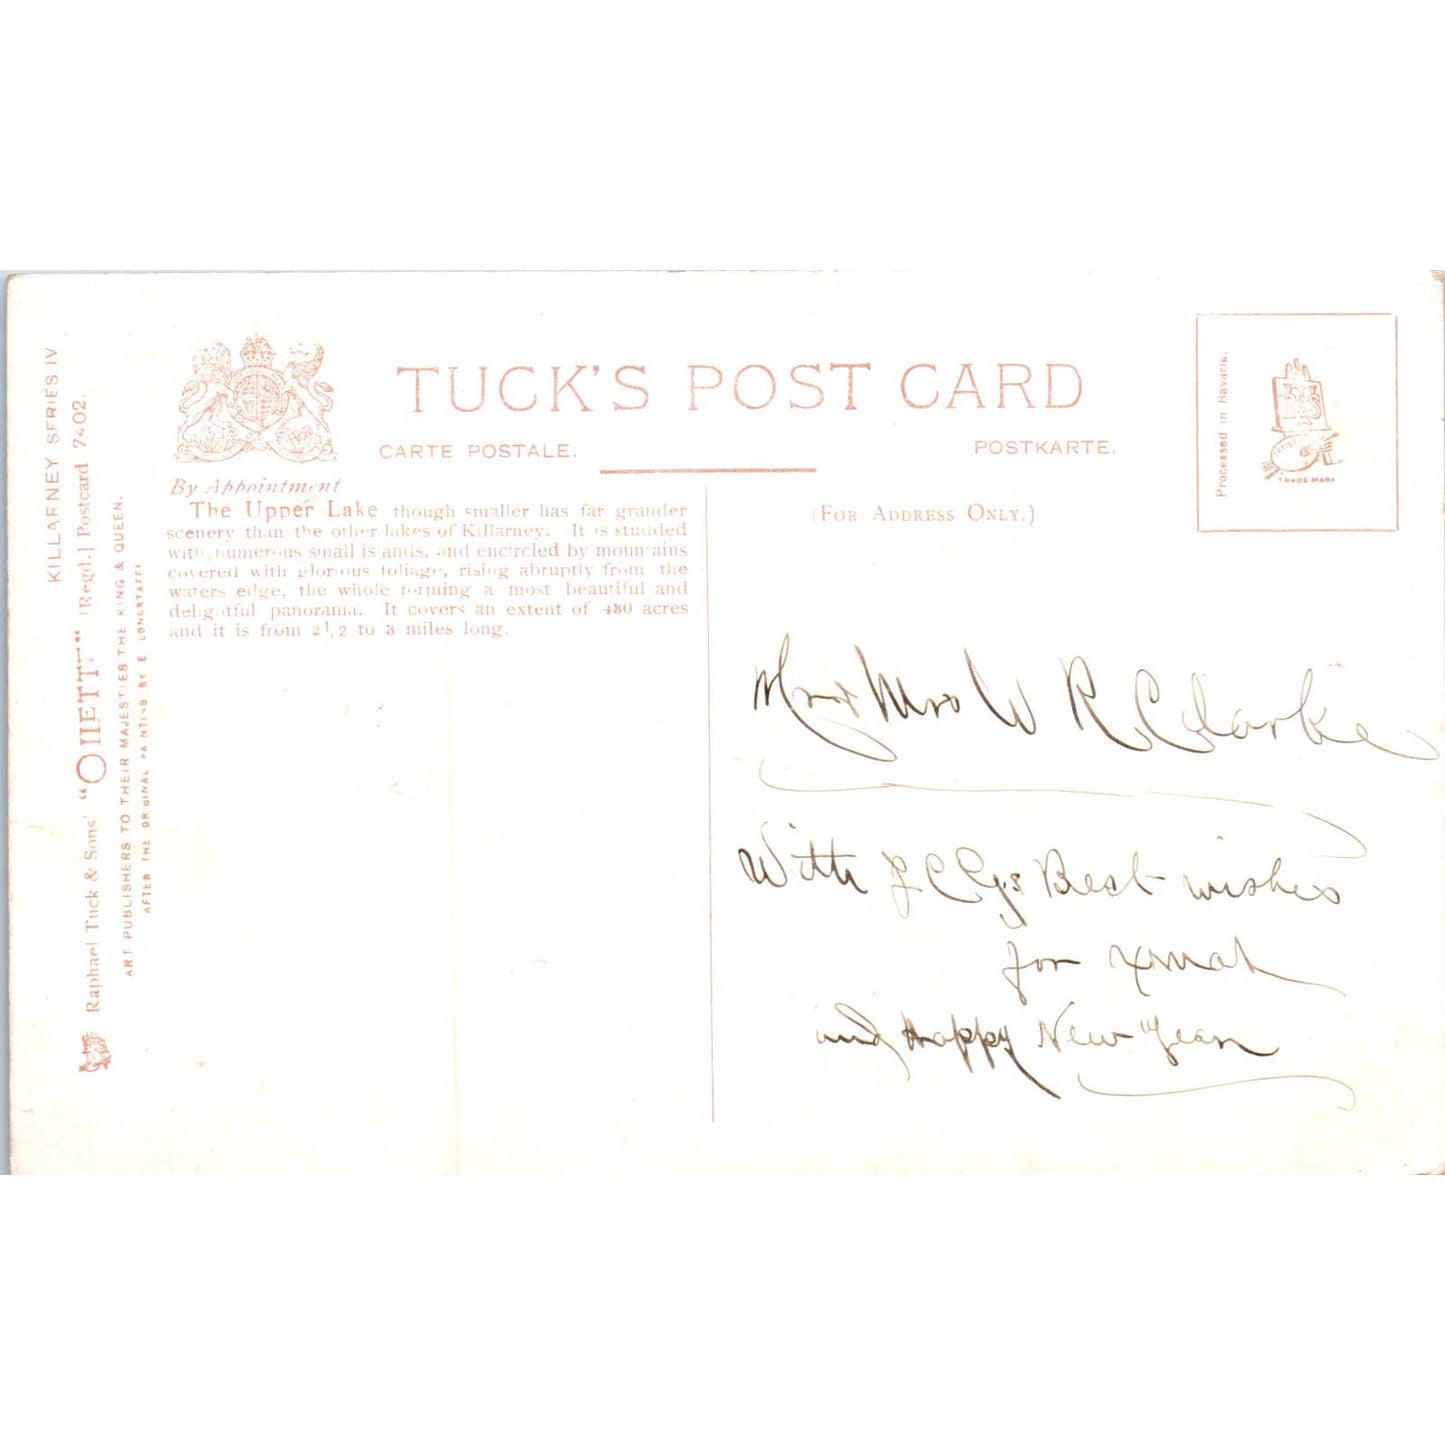 KILLARNEY SERIES IV
Raphael Tuck & Sons' "OILETTE" [Regd.] Postcard 7402.
ART PUBLISHERS TO THEIR MAJESTIES THE KING & QUEEN.
AFTER THE ORIGINAL PAINTING BY E LONGSTAFFE
TUCK'S POST CARD
CARTE POSTALE.
POSTKARTE.
By Appointment
The Upper Lake though smaller has far grander
scenery than the other lakes of Killarney. It is studded
with numerous small islands, and encircled by mountains
covered with glorious foliage, rising abruptly from the
waters edge, the whole forming a most beautiful and
delightful panorama. It covers an extent of 430 acres
and it is from 2½ to 3 miles long.
(FOR ADDRESS ONLY.)
Processed in Bavaria.
TRADE MARK
Mr & Mrs W R Clarke
With Best wishes
for Xmas
and Happy New Year